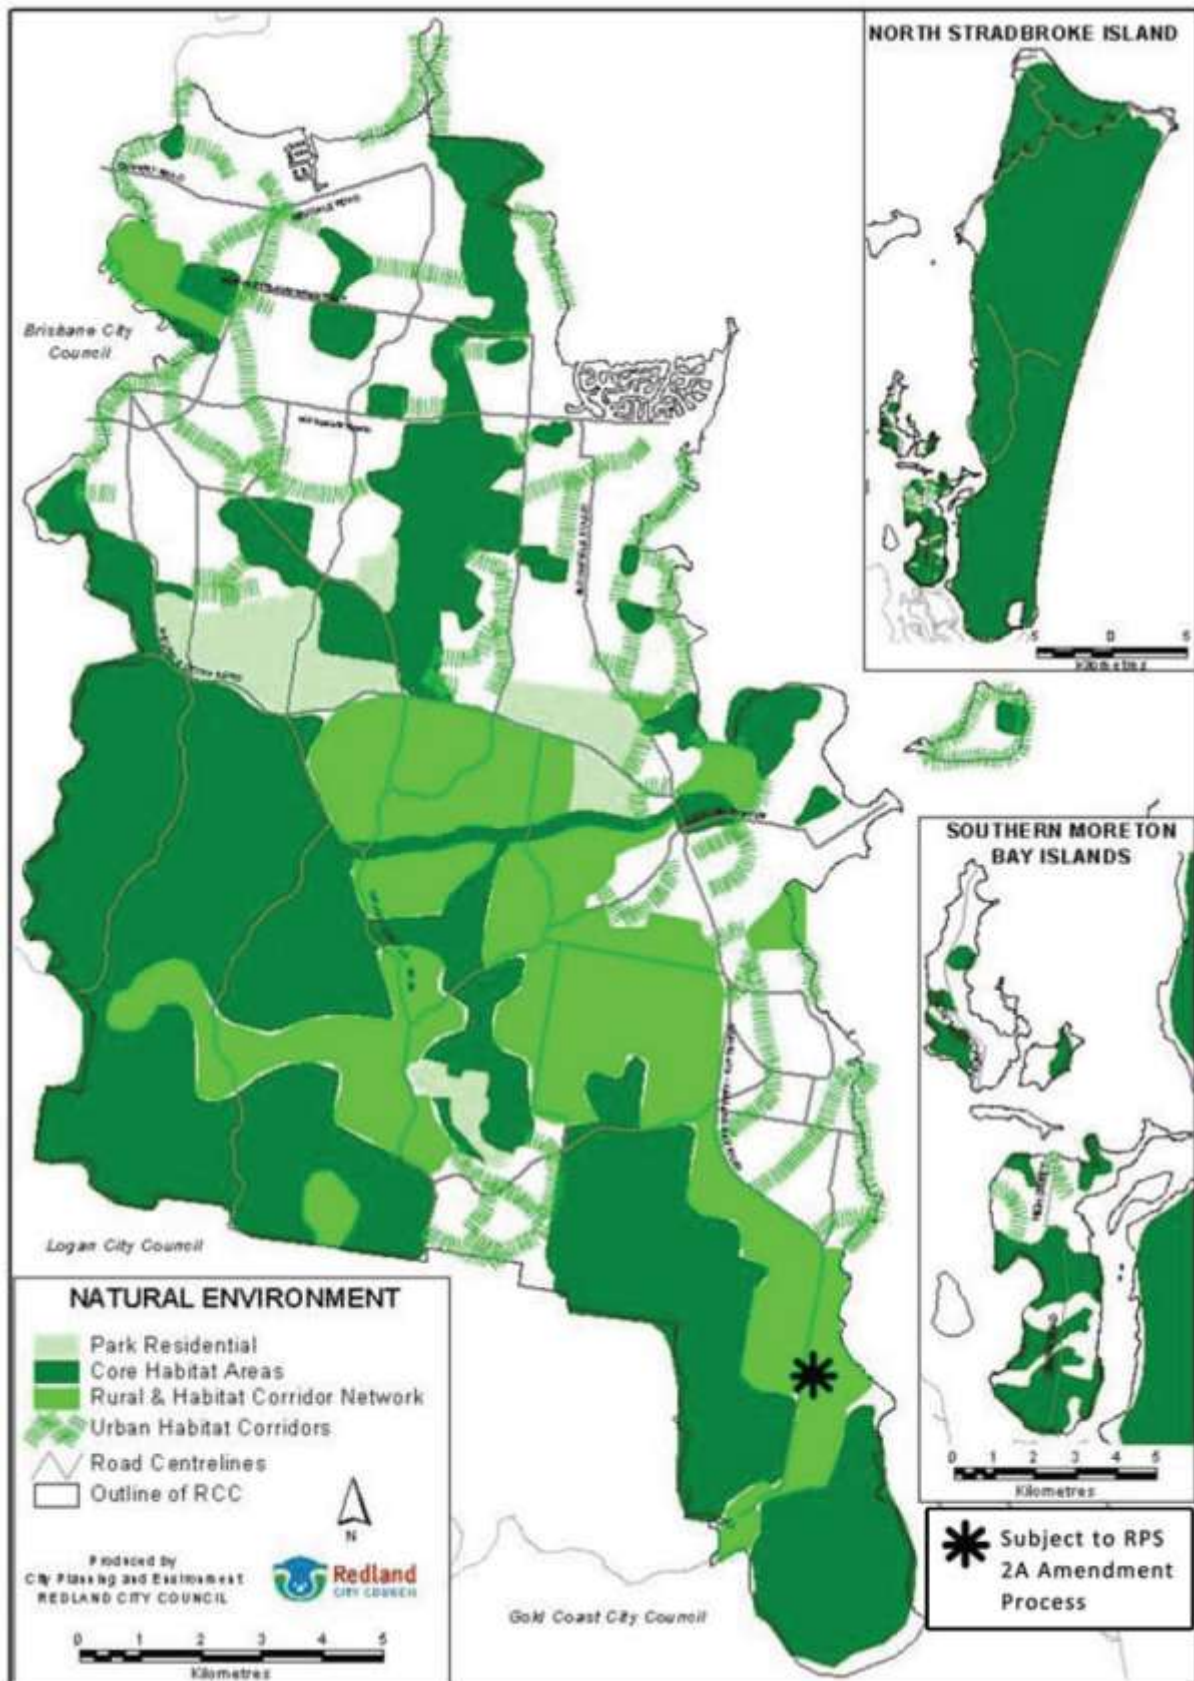 NORTH STRADBROKE ISLAND
5 0 5
Kilometres
Brisbane City
Council
SOUTHERN MORETON
BAY ISLANDS
0 1 2 3 4 5
Kilometres
Logan City Council
NATURAL ENVIRONMENT
Park Residential
Core Habitat Areas
Rural & Habitat Corridor Network
Urban Habitat Corridors
Road Centrelines
Outline of RCC
N
Produced by
City Planning and Environment
REDLAND CITY COUNCIL
Redland
CITY COUNCIL
0 1 2 3 4 5
Kilometres
Gold Coast City Council
Subject to RPS
2A Amendment
Process